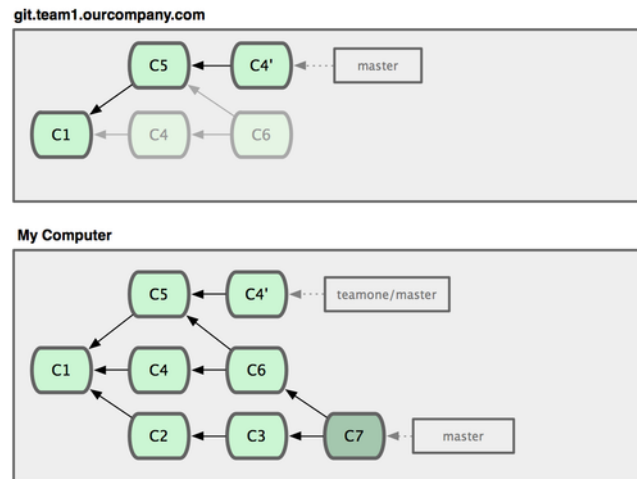 git.team1.ourcompany.com
C5 C4' master
C1 C4 C6
My Computer
C5 C4' teamone/master
C1 C4 C6
C2 C3 C7 master